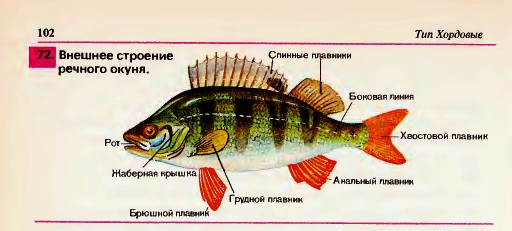 102
Тип Хордовые
72. Внешнее строение
речного окуня.
Спинные плавники
Боковая линия
Рот
Хвостовой плавник
Жаберная крышка
Анальный плавник
Грудной плавник
Брюшной плавник